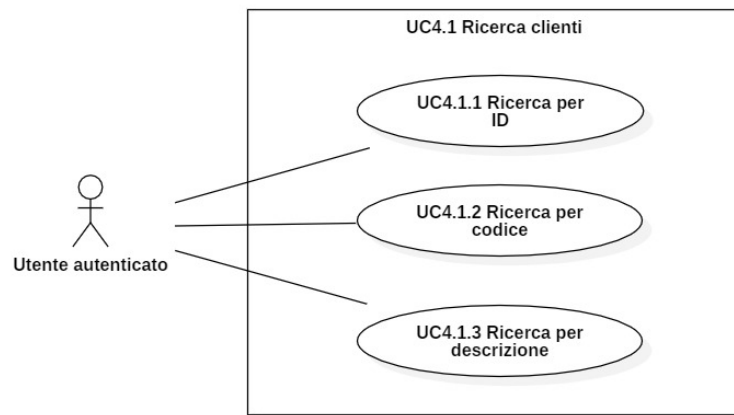 UC4.1 Ricerca clienti
UC4.1.1 Ricerca per
ID
UC4.1.2 Ricerca per
codice
Utente autenticato
UC4.1.3 Ricerca per
descrizione